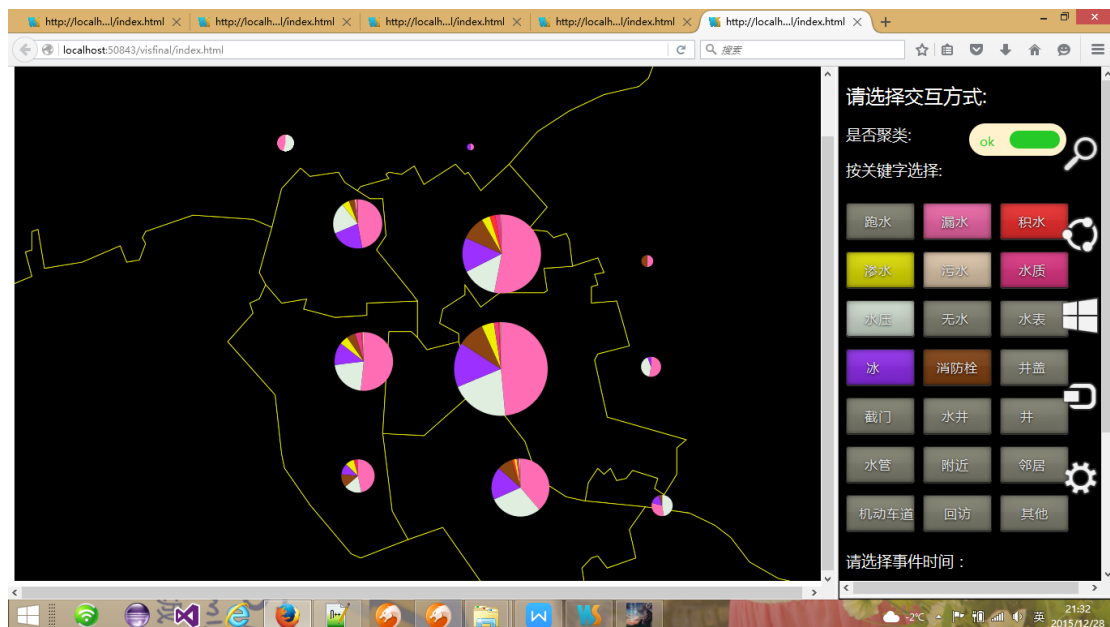 http://localh...l/index.html
http://localh...l/index.html
http://localh...l/index.html
http://localh...l/index.html
http://localh...l/index.html
localhost:50843/visfinal/index.html
搜索
请选择交互方式:
是否聚类:
ok
按关键字选择:
跑水 漏水 积水
渗水 污水 水质
水压 无水 水表
冰 消防栓 井盖
截门 水井 井
水管 附近 邻居
机动车道 回访 其他
请选择事件时间：
-2℃
英
21:32
2015/12/28